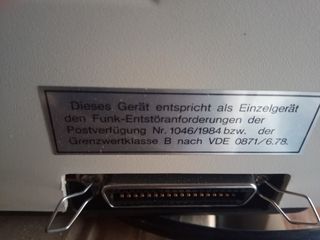 Dieses Gerät entspricht als Einzelgerät
den Funk-Entstöranforderungen der
Postverfügung Nr. 1046/1984 bzw. der
Grenzwertklasse B nach VDE 0871/6.78.